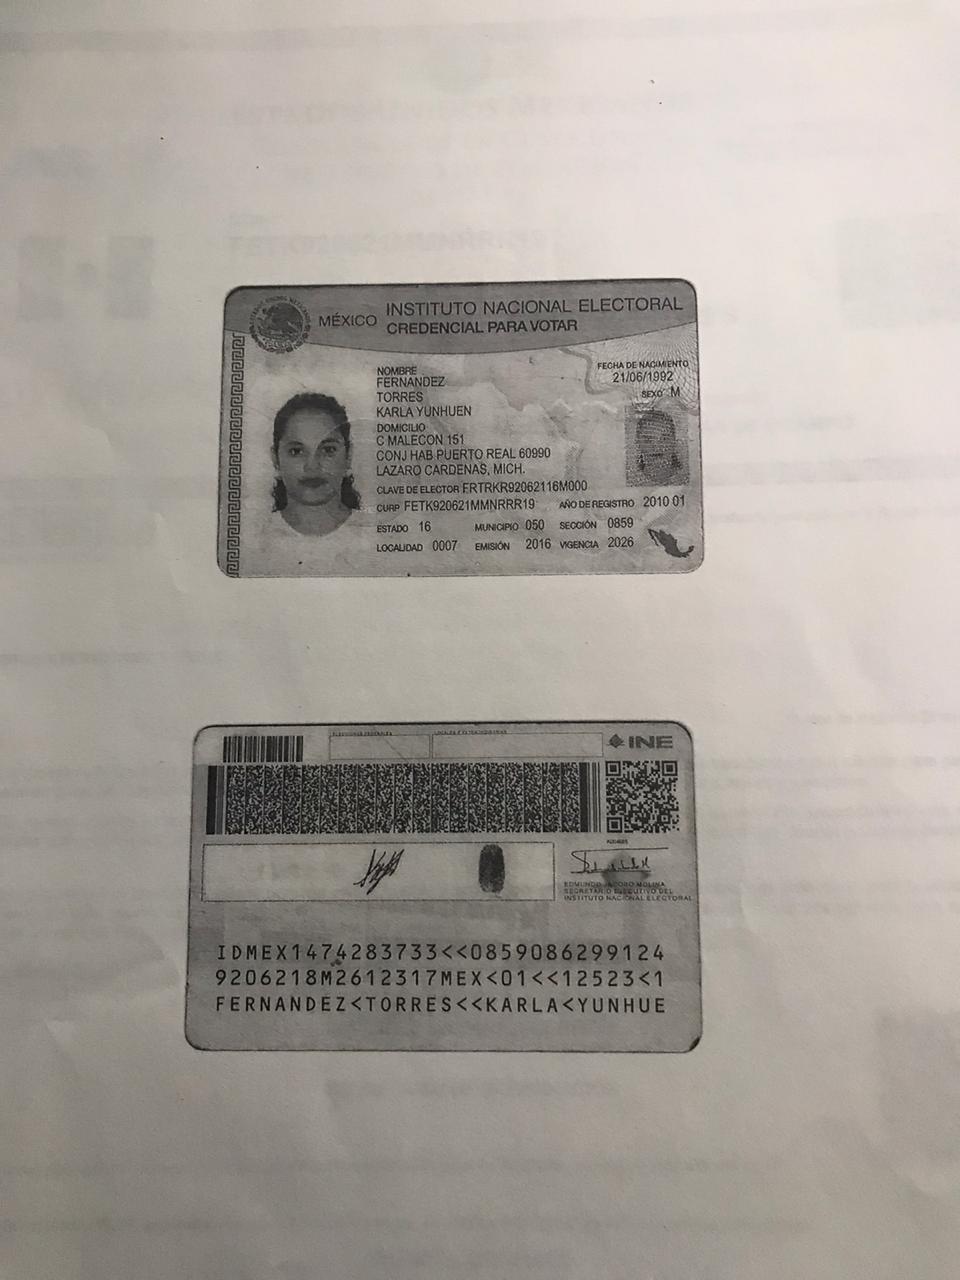 INSTITUTO NACIONAL ELECTORAL
MÉXICO
CREDENCIAL PARA VOTAR
NOMBRE
FERNANDEZ
TORRES
KARLA YUNHUEN
FECHA DE NACIMIENTO
21/06/1992
SEXO M
DOMICILIO
C MALECON 151
CONJ HAB PUERTO REAL 60990
LAZARO CARDENAS, MICH.
CLAVE DE ELECTOR FRTRKR92062116M000
CURP FETK920621MMNRRR19 AÑO DE REGISTRO 2010 01
ESTADO 16 MUNICIPIO 050 SECCIÓN 0859
LOCALIDAD 0007 EMISIÓN 2016 VIGENCIA 2026
ELECCIONES FEDERALES
INE
EDMUNDO JACOBO MOLINA
SECRETARIO EJECUTIVO DEL
INSTITUTO NACIONAL ELECTORAL
IDMEX1474283733<<0859086299124
9206218M2612317MEX<01<<12523<1
FERNANDEZ<TORRES<<KARLA<YUNHUE